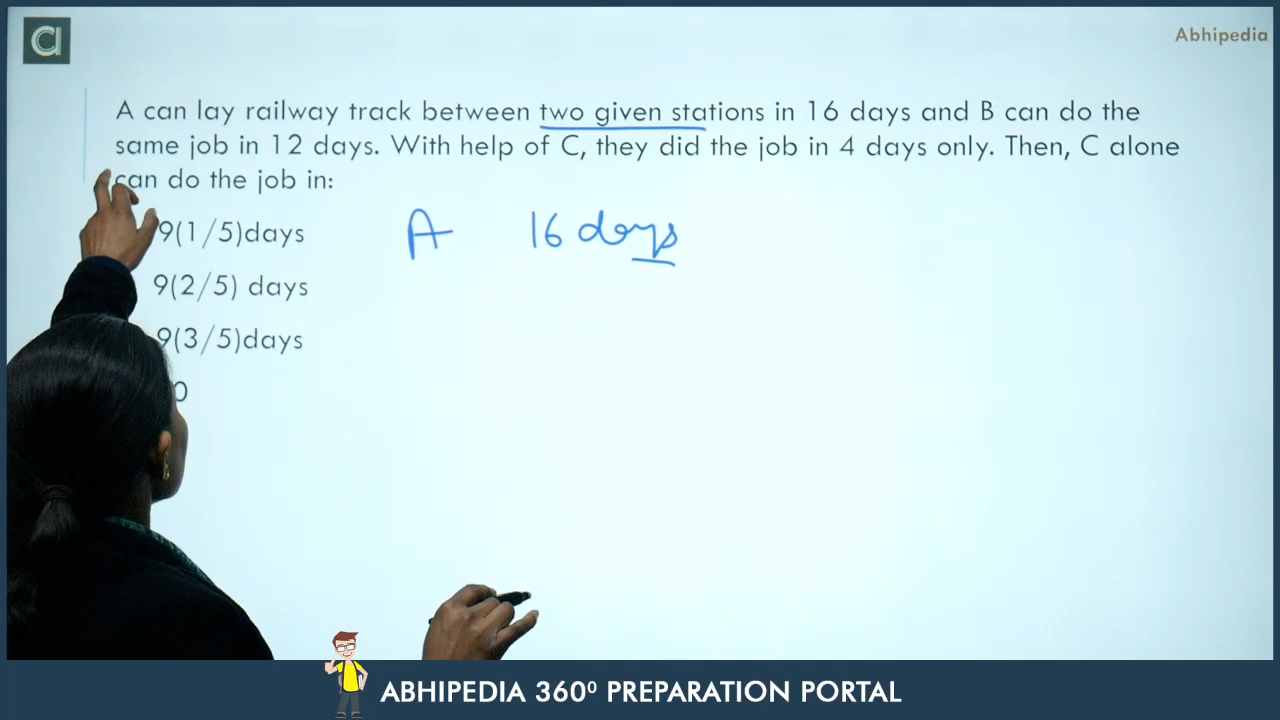 Abhipedia
A can lay railway track between two given stations in 16 days and B can do the
same job in 12 days. With help of C, they did the job in 4 days only. Then, C alone
can do the job in:
9(1/5)days
A 16 days
9(2/5) days
9(3/5)days
0
ABHIPEDIA 360⁰ PREPARATION PORTAL